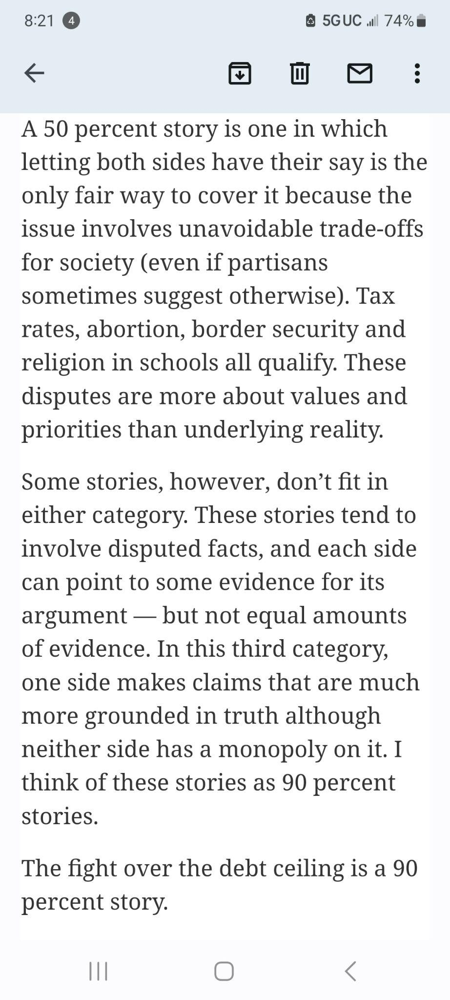 8:21 4 5G UC 74%
A 50 percent story is one in which
letting both sides have their say is the
only fair way to cover it because the
issue involves unavoidable trade-offs
for society (even if partisans
sometimes suggest otherwise). Tax
rates, abortion, border security and
religion in schools all qualify. These
disputes are more about values and
priorities than underlying reality.
Some stories, however, don’t fit in
either category. These stories tend to
involve disputed facts, and each side
can point to some evidence for its
argument — but not equal amounts
of evidence. In this third category,
one side makes claims that are much
more grounded in truth although
neither side has a monopoly on it. I
think of these stories as 90 percent
stories.
The fight over the debt ceiling is a 90
percent story.